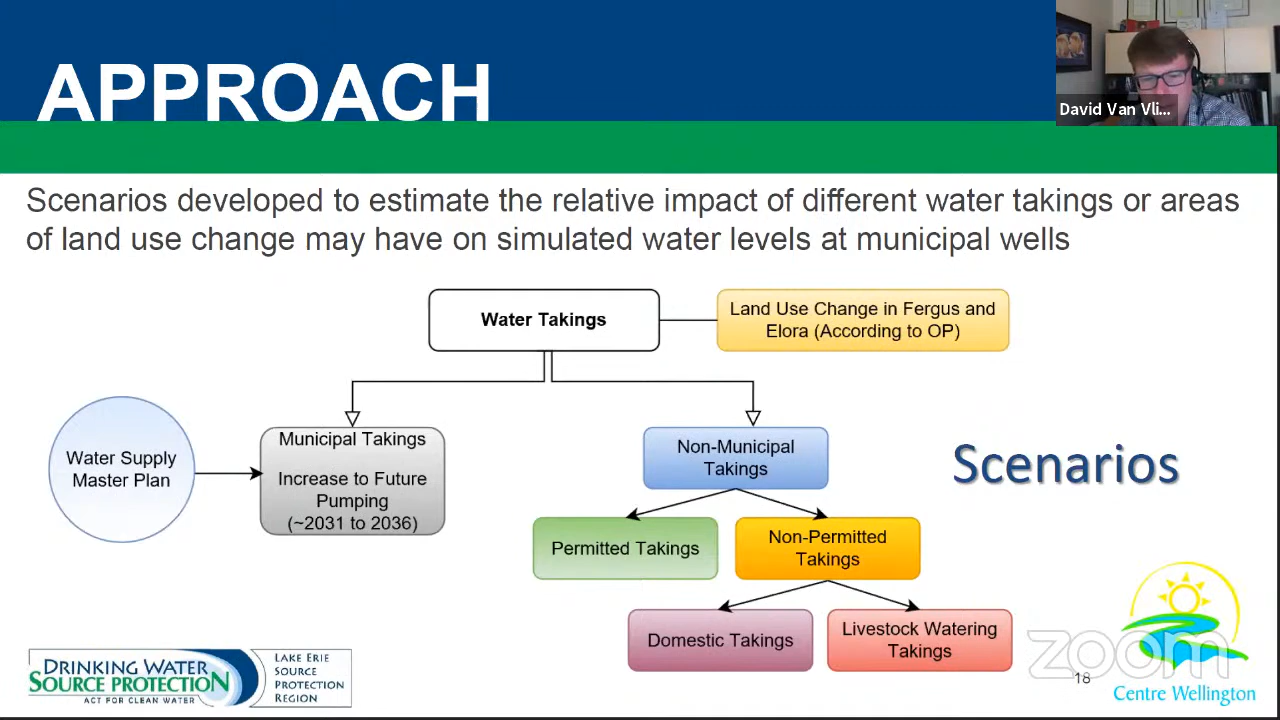 APPROACH
David Van Vli...
Scenarios developed to estimate the relative impact of different water takings or areas
of land use change may have on simulated water levels at municipal wells
Water Takings
Land Use Change in Fergus and
Elora (According to OP)
Water Supply
Master Plan
Municipal Takings
Increase to Future
Pumping
(~2031 to 2036)
Non-Municipal
Takings
Scenarios
Permitted Takings
Non-Permitted
Takings
Domestic Takings
Livestock Watering
Takings
DRINKING WATER
SOURCE PROTECTION
ACT FOR CLEAN WATER
LAKE ERIE
SOURCE
PROTECTION
REGION
zoom
18
Centre Wellington